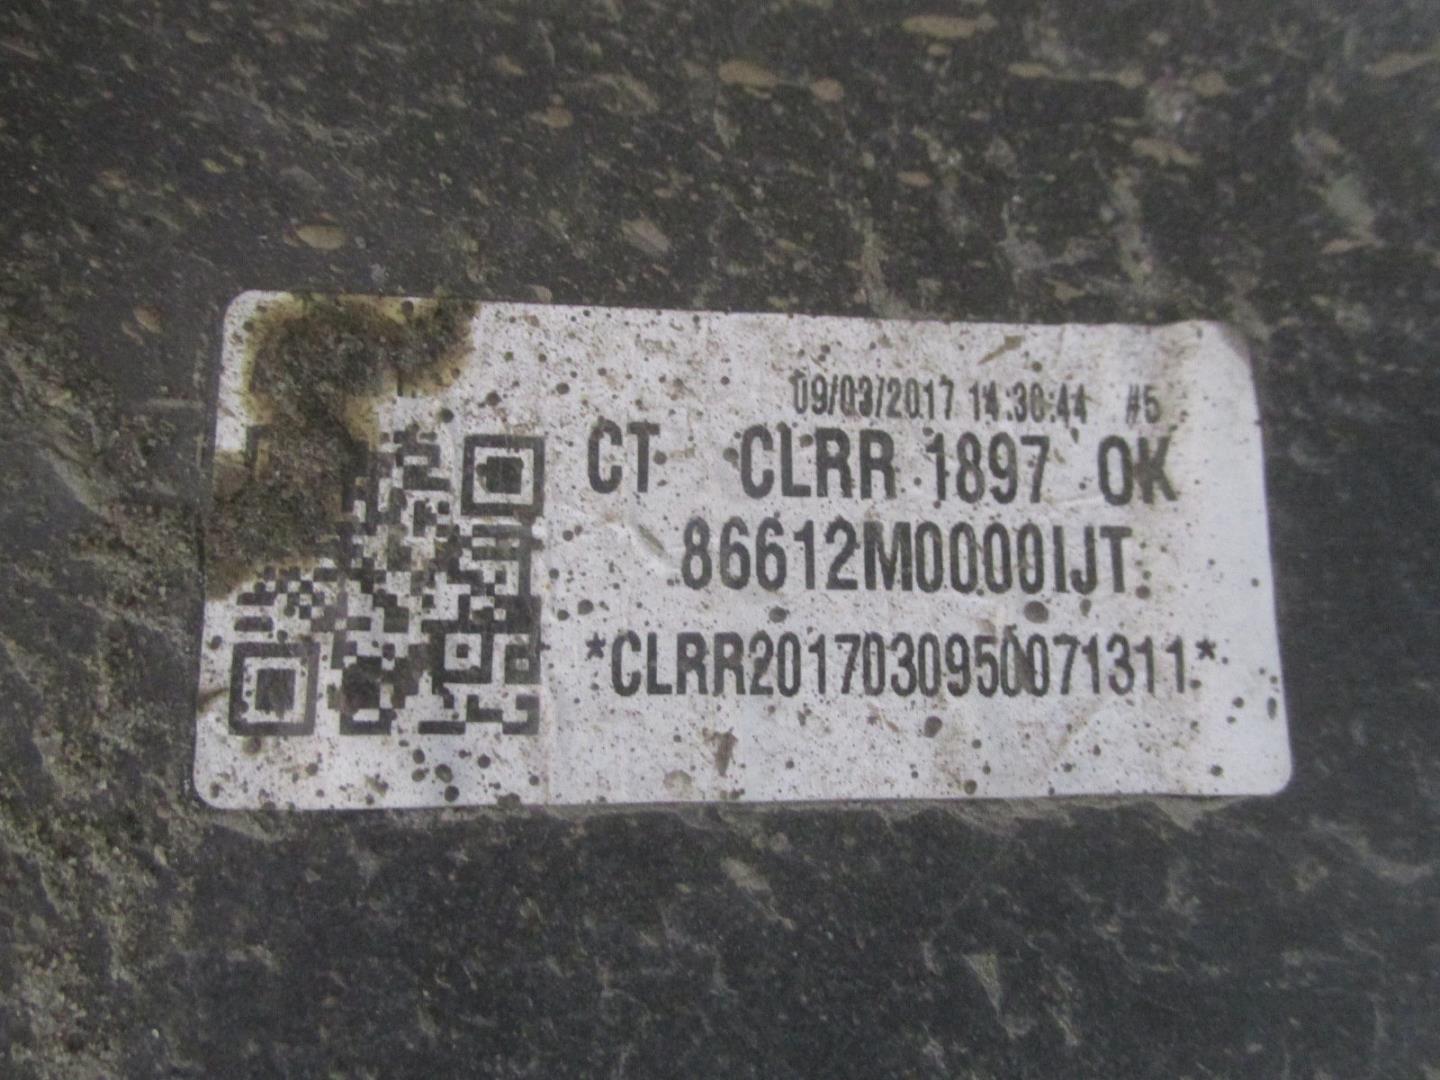 09/03/2017 14:30:44 #5
CT CLRR 1897 OK
86612M0000IJT
*CLRR2017030950071311*